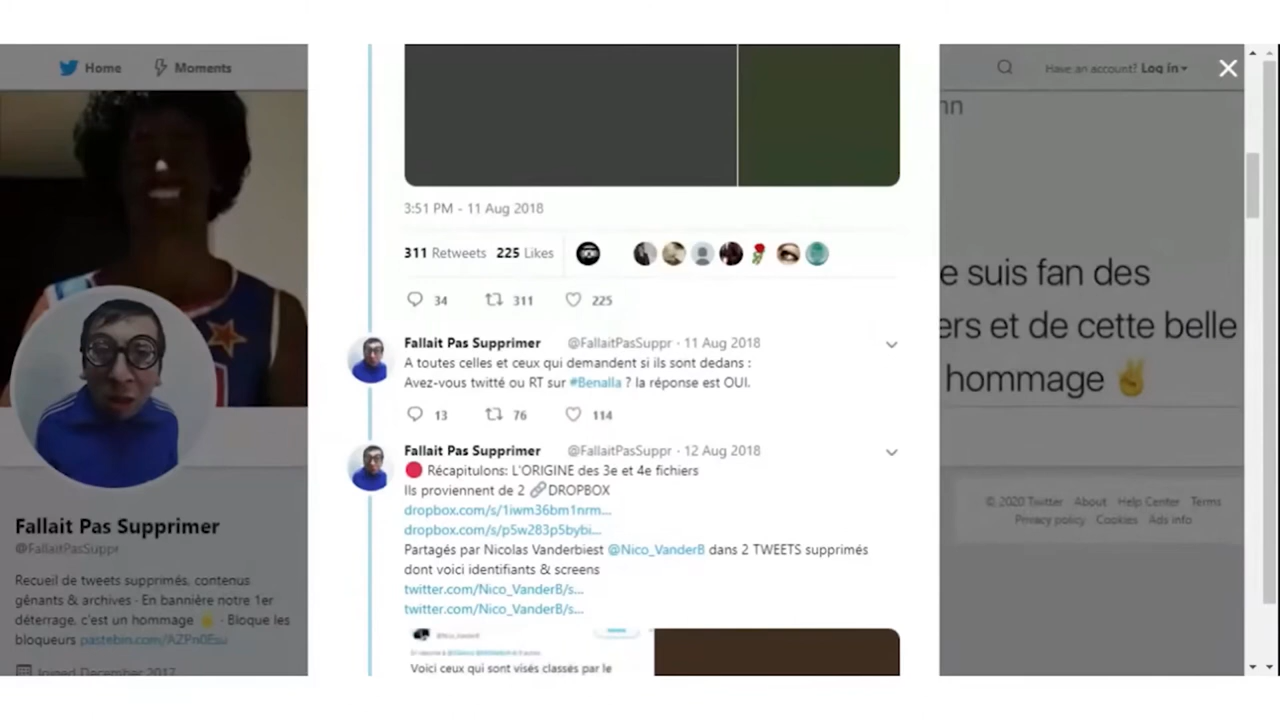 Home Moments
Have an account? Log in
3:51 PM - 11 Aug 2018
311 Retweets 225 Likes
34 311 225
Fallait Pas Supprimer @FallaitPasSuppr · 11 Aug 2018
A toutes celles et ceux qui demandent si ils sont dedans :
Avez-vous twitté ou RT sur #Benalla ? la réponse est OUI.
13 76 114
Fallait Pas Supprimer @FallaitPasSuppr · 12 Aug 2018
🔴 Récapitulons: L'ORIGINE des 3e et 4e fichiers
Ils proviennent de 2 🔗DROPBOX
dropbox.com/s/1iwm36bm1nrm...
dropbox.com/s/p5w283p5bybi...
Partagés par Nicolas Vanderbiest @Nico_VanderB dans 2 TWEETS supprimés
dont voici identifiants & screens
twitter.com/Nico_VanderB/s...
twitter.com/Nico_VanderB/s...
Voici ceux qui sont visés classés par le
Fallait Pas Supprimer
@FallaitPasSuppr
Recueil de tweets supprimés, contenus
gênants & archives · En bannière notre 1er
déterrage, c'est un hommage · Bloque les
bloqueurs pastebin.com/AZPn0Esu
Joined December 2017
e suis fan des
ers et de cette belle
hommage ✌
© 2020 Twitter About Help Center Terms
Privacy policy Cookies Ads info